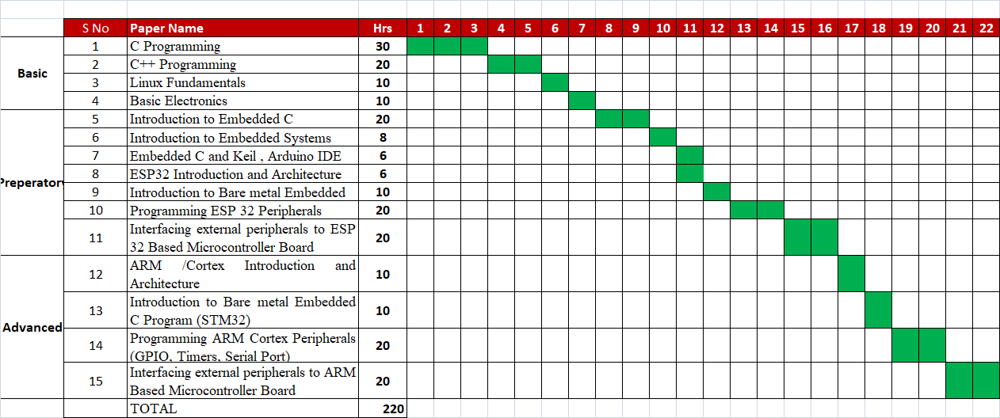 S No Paper Name Hrs 1 2 3 4 5 6 7 8 9 10 11 12 13 14 15 16 17 18 19 20 21 22
Basic
1 C Programming 30
2 C++ Programming 20
3 Linux Fundamentals 10
4 Basic Electronics 10
Preperatory
5 Introduction to Embedded C 20
6 Introduction to Embedded Systems 8
7 Embedded C and Keil , Arduino IDE 6
8 ESP32 Introduction and Architecture 6
9 Introduction to Bare metal Embedded 10
10 Programming ESP 32 Peripherals 20
11 Interfacing external peripherals to ESP
32 Based Microcontroller Board 20
Advanced
12 ARM /Cortex Introduction and
Architecture 10
13 Introduction to Bare metal Embedded
C Program (STM32) 10
14 Programming ARM Cortex Peripherals
(GPIO, Timers, Serial Port) 20
15 Interfacing external peripherals to ARM
Based Microcontroller Board 20
TOTAL 220